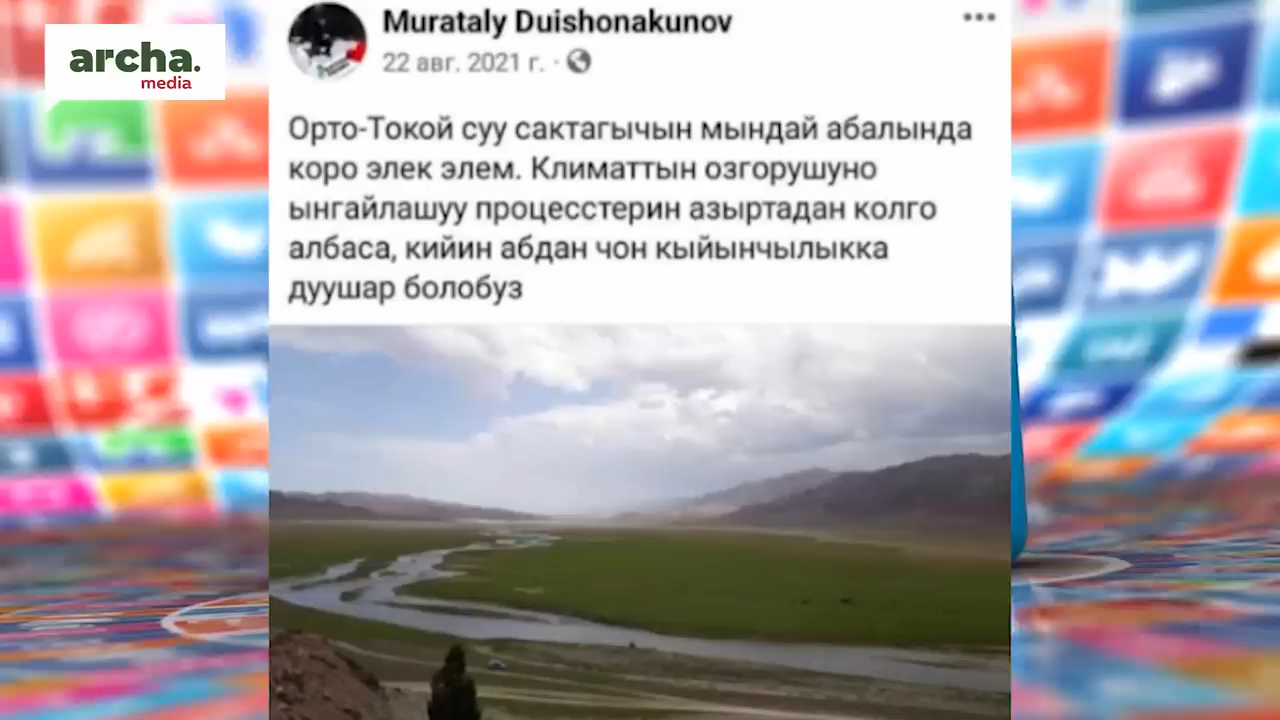 archa.
media
Murataly Duishonakunov
22 авг. 2021 г. ·
Орто-Токой суу сактагычын мындай абалында
коро элек элем. Климаттын озгорушуно
ынгайлашуу процесстерин азыртадан колго
албаса, кийин абдан чон кыйынчылыкка
дуушар болобуз